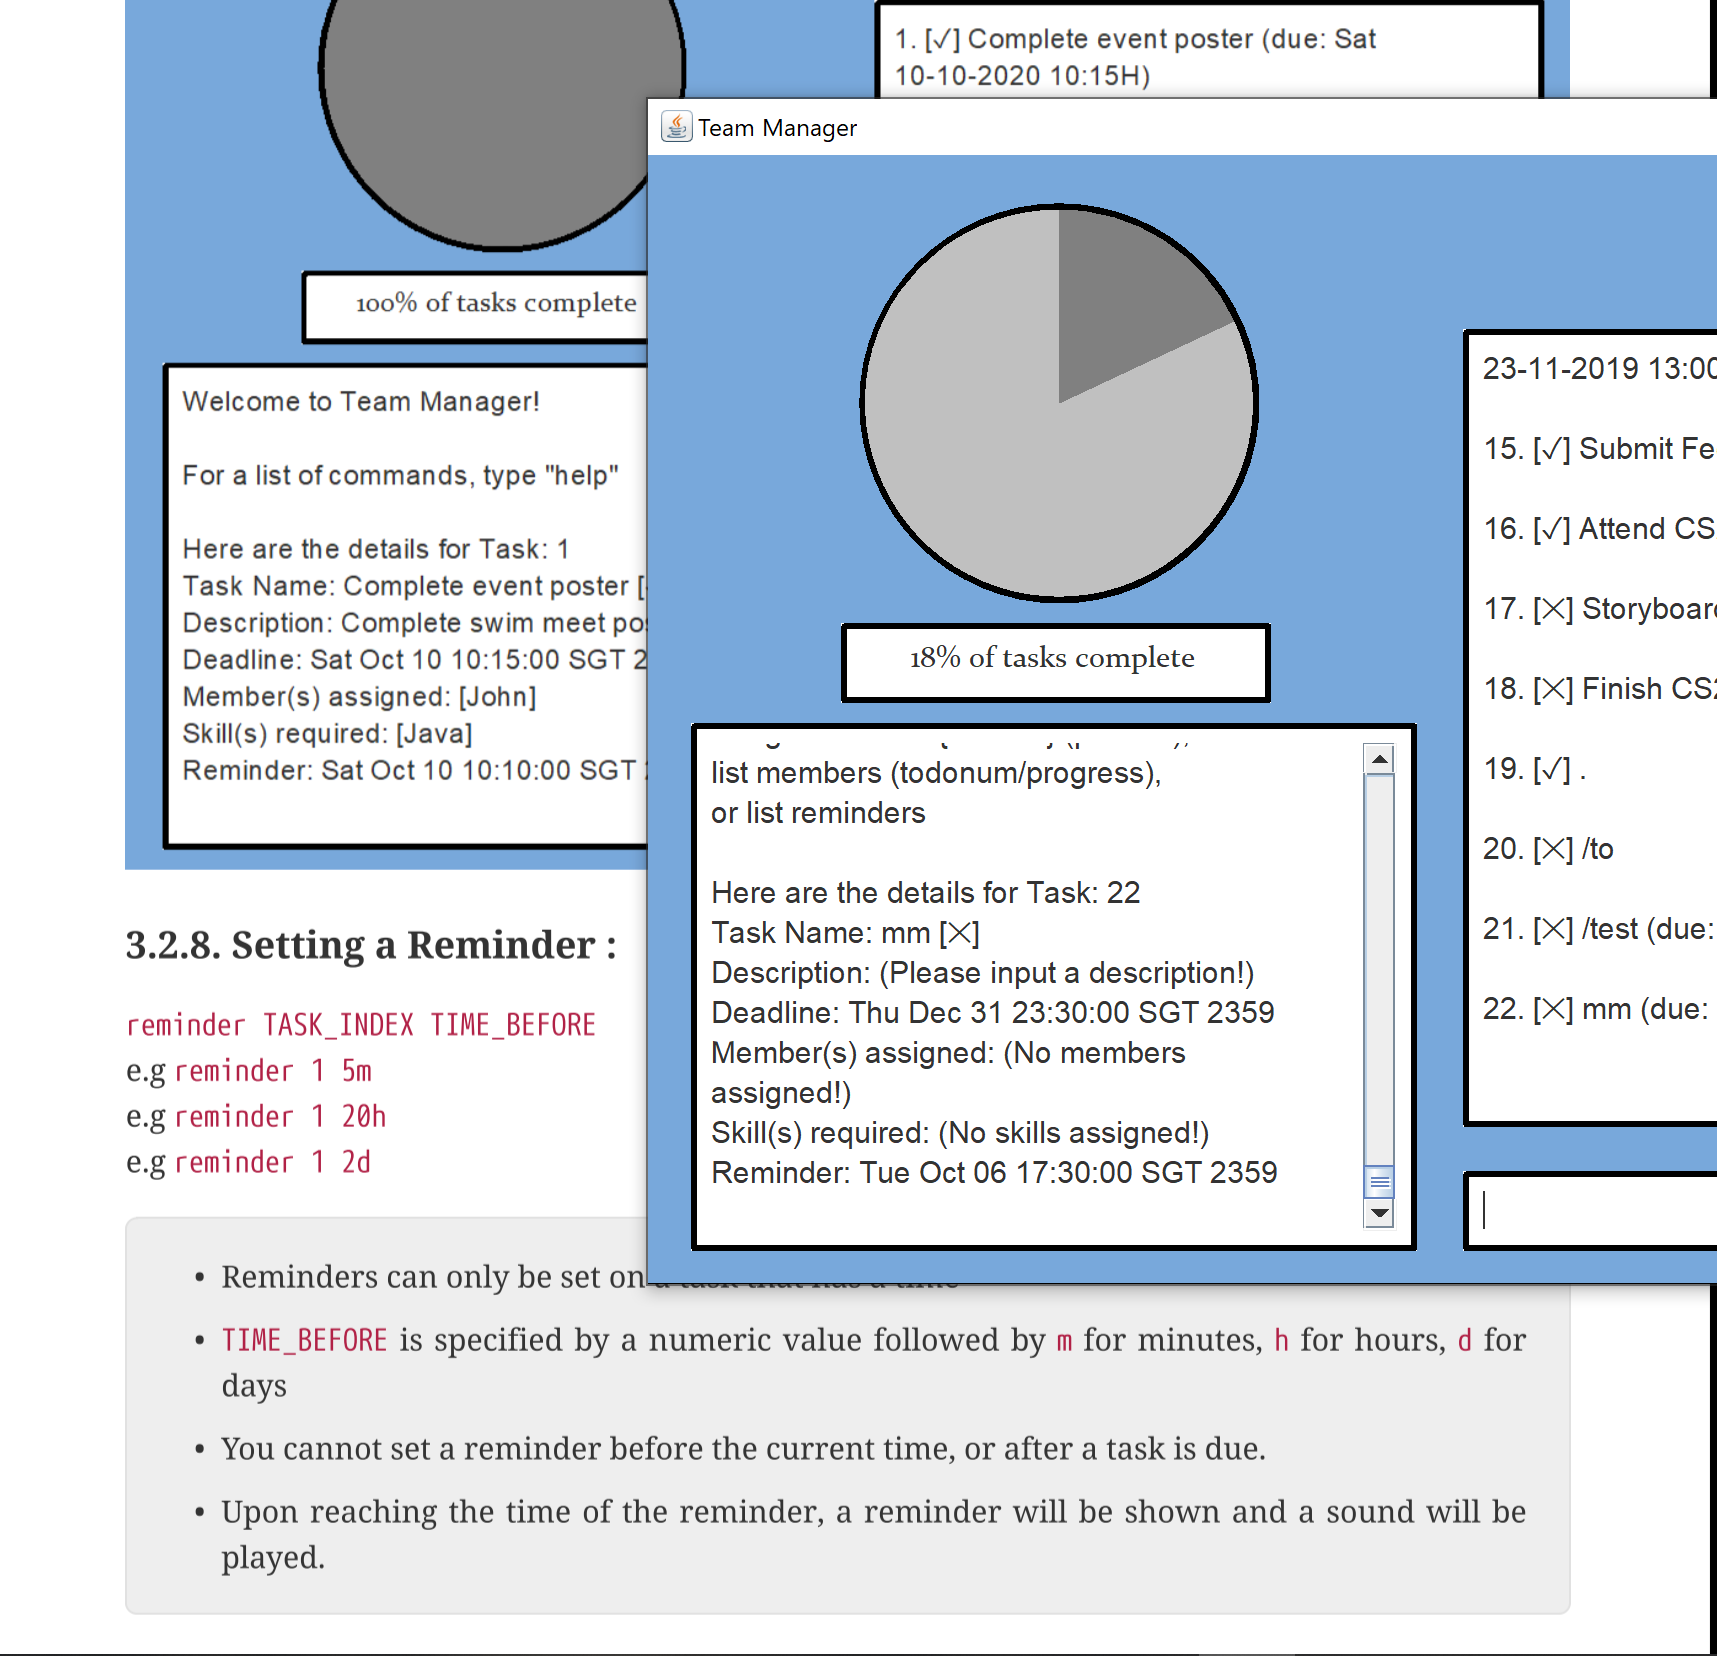 1. [✓] Complete event poster (due: Sat
10-10-2020 10:15H)
100% of tasks complete
Welcome to Team Manager!
For a list of commands, type "help"
Here are the details for Task: 1
Task Name: Complete event poster [
Description: Complete swim meet
Deadline: Sat Oct 10 10:15:00 SGT
Member(s) assigned: [John]
Skill(s) required: [Java]
Reminder: Sat Oct 10 10:10:00 SGT
Team Manager
18% of tasks complete
list members (todonum/progress),
or list reminders
Here are the details for Task: 22
Task Name: mm [✕]
Description: (Please input a description!)
Deadline: Thu Dec 31 23:30:00 SGT 2359
Member(s) assigned: (No members
assigned!)
Skill(s) required: (No skills assigned!)
Reminder: Tue Oct 06 17:30:00 SGT 2359
23-11-2019 13:00
15. [✓] Submit
16. [✓] Attend
17. [✕]
18. [✕] Finish
19. [✓] .
20. [✕] /to
21. [✕] /test (due:
22. [✕] mm (due:
3.2.8. Setting a Reminder :
reminder TASK_INDEX TIME_BEFORE
e.g reminder 1 5m
e.g reminder 1 20h
e.g reminder 1 2d
• Reminders can only be set on
• TIME_BEFORE is specified by a numeric value followed by m for minutes, h for hours, d for
days
• You cannot set a reminder before the current time, or after a task is due.
• Upon reaching the time of the reminder, a reminder will be shown and a sound will be
played.